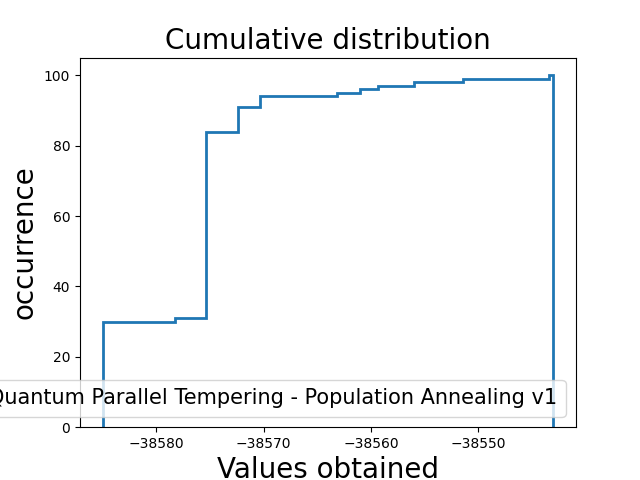 Cumulative distribution
100
80
60
40
20
0
occurrence
Quantum Parallel Tempering - Population Annealing v1
−38580 −38570 −38560 −38550
Values obtained